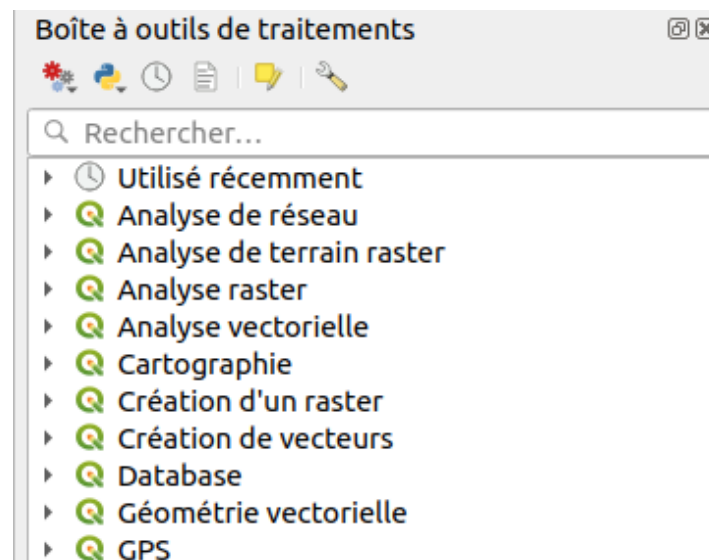 Boîte à outils de traitements
Rechercher...
Utilisé récemment
Analyse de réseau
Analyse de terrain raster
Analyse raster
Analyse vectorielle
Cartographie
Création d'un raster
Création de vecteurs
Database
Géométrie vectorielle
GPS